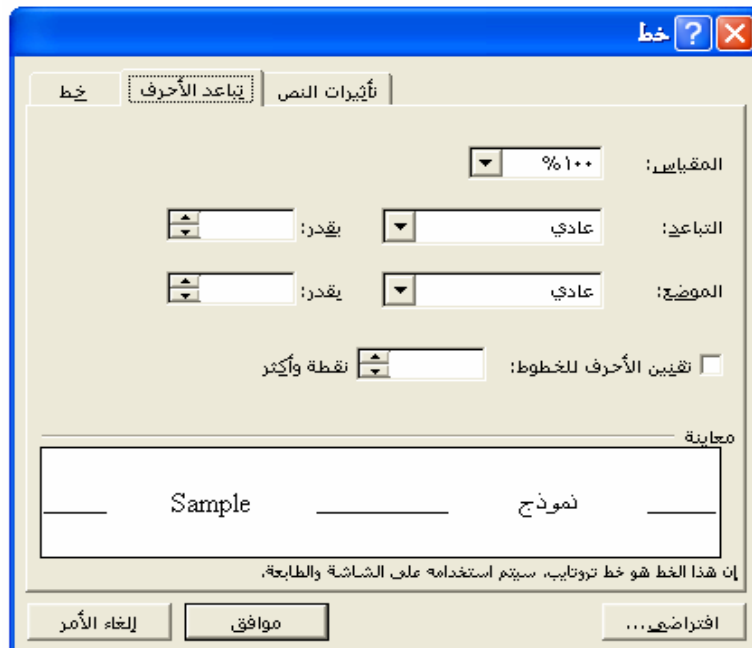 خط
خط تباعد الأحرف تأثيرات النص
المقياس: ١٠٠%
التباعد: عادي بقدر:
الموضع: عادي بقدر:
تقنين الأحرف للخطوط: نقطة وأكثر
معاينة
نموذج Sample
إن هذا الخط هو خط تروتايب، سيتم استخدامه على الشاشة والطابعة.
افتراضي... موافق إلغاء الأمر